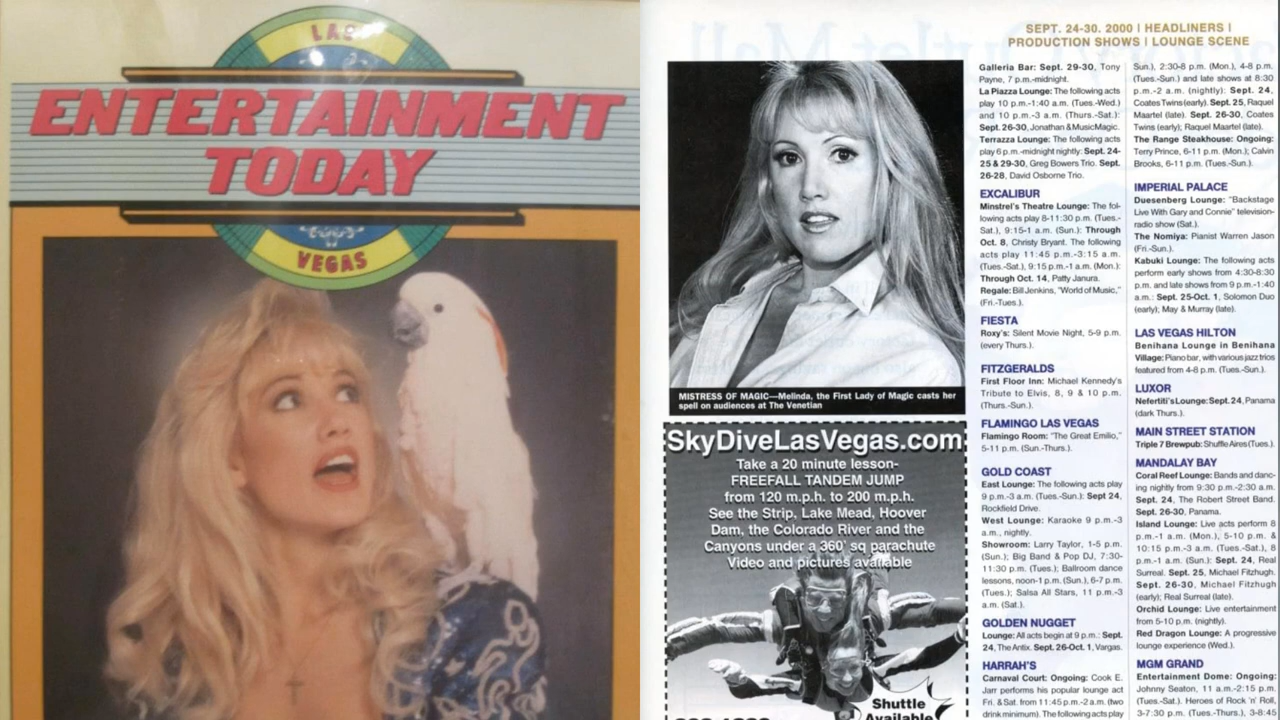 LAS
ENTERTAINMENT
TODAY
VEGAS
SEPT. 24-30. 2000 | HEADLINERS |
PRODUCTION SHOWS | LOUNGE SCENE
MISTRESS OF MAGIC—Melinda, the First Lady of Magic casts her
spell on audiences at The Venetian
SkyDiveLasVegas.com
Take a 20 minute lesson-
FREEFALL TANDEM JUMP
from 120 m.p.h. to 200 m.p.h.
See the Strip, Lake Mead, Hoover
Dam, the Colorado River and the
Canyons under a 360' sq parachute
Video and pictures available
Shuttle
Available
Galleria Bar: Sept. 29-30, Tony
Payne, 7 p.m.-midnight.
La Piazza Lounge: The following acts
play 10 p.m.-1:40 a.m. (Tues.-Wed.)
and 10 p.m.-3 a.m. (Thurs.-Sat.):
Sept. 26-30, Jonathan & MusicMagic.
Terrazza Lounge: The following acts
play 6 p.m.-midnight nightly: Sept. 24-
25 & 29-30, Greg Bowers Trio. Sept.
26-28, David Osborne Trio.
EXCALIBUR
Minstrel's Theatre Lounge: The fol-
lowing acts play 8-11:30 p.m. (Tues.-
Sat.), 9:15-1 a.m. (Sun.): Through
Oct. 8, Christy Bryant. The following
acts play 11:45 p.m.-3:15 a.m.
(Tues.-Sat.), 9:15 p.m.-1 a.m. (Mon.):
Through Oct. 14, Patty Janura.
Regale: Bill Jenkins, "World of Music,"
(Fri.-Tues.).
FIESTA
Roxy's: Silent Movie Night, 5-9 p.m.
(every Thurs.).
FITZGERALDS
First Floor Inn: Michael Kennedy's
Tribute to Elvis, 8, 9 & 10 p.m.
(Thurs.-Sun.).
FLAMINGO LAS VEGAS
Flamingo Room: "The Great Emilio,"
5-11 p.m. (Sun.-Thurs.).
GOLD COAST
East Lounge: The following acts play
9 p.m.-3 a.m. (Tues.-Sun.): Sept 24,
Rockfield Drive.
West Lounge: Karaoke 9 p.m.-3
a.m., nightly.
Showroom: Larry Taylor, 1-5 p.m.
(Sun.); Big Band & Pop DJ, 7:30-
11:30 p.m. (Tues.); Ballroom dance
lessons, noon-1 p.m. (Sun.), 6-7 p.m.
(Tues.); Salsa All Stars, 11 p.m.-3
a.m. (Sat.).
GOLDEN NUGGET
Lounge: All acts begin at 9 p.m.: Sept.
24, The Antix. Sept. 26-Oct. 1, Vargas.
HARRAH'S
Carnaval Court: Ongoing: Cook E.
Jarr performs his popular lounge act
Fri. & Sat. from 11:45 p.m.-2 a.m. (two
drink minimum). The following acts play
Sun.), 2:30-8 p.m. (Mon.), 4-8 p.m.
(Tues.-Sun.) and late shows at 8:30
p.m.-2 a.m. (nightly): Sept. 24,
Coates Twins (early). Sept. 25, Raquel
Maartel (late). Sept. 26-30, Coates
Twins (early); Raquel Maartel (late).
The Range Steakhouse: Ongoing:
Terry Prince, 6-11 p.m. (Mon.); Calvin
Brooks, 6-11 p.m. (Tues.-Sun.).
IMPERIAL PALACE
Duesenberg Lounge: "Backstage
Live With Gary and Connie" television-
radio show (Sat.).
The Nomiya: Pianist Warren Jason
(Fri.-Sun.).
Kabuki Lounge: The following acts
perform early shows from 4:30-8:30
p.m. and late shows from 9 p.m.-1:40
a.m.: Sept. 25-Oct. 1, Solomon Duo
(early); May & Murray (late).
LAS VEGAS HILTON
Benihana Lounge in Benihana
Village: Piano bar, with various jazz trios
featured from 4-8 p.m. (Tues.-Sun.).
LUXOR
Nefertiti's Lounge: Sept. 24, Panama
(dark Thurs.).
MAIN STREET STATION
Triple 7 Brewpub: Shuffle Aires (Tues.).
MANDALAY BAY
Coral Reef Lounge: Bands and danc-
ing nightly from 9:30 p.m.-2:30 a.m.
Sept. 24, The Robert Street Band.
Sept. 26-30, Panama.
Island Lounge: Live acts perform 8
p.m.-1 a.m. (Mon.), 5-10 p.m. &
10:15 p.m.-3 a.m. (Tues.-Sat.), 8
p.m.-1 a.m. (Sun.): Sept. 24, Real
Surreal. Sept. 25, Michael Fitzhugh.
Sept. 26-30, Michael Fitzhugh
(early); Real Surreal (late).
Orchid Lounge: Live entertainment
from 5-10 p.m. (nightly).
Red Dragon Lounge: A progressive
lounge experience (Wed.).
MGM GRAND
Entertainment Dome: Ongoing:
Johnny Seaton, 11 a.m.-2:15 p.m.
(Tues.-Sat.). Heroes of Rock 'n' Roll,
3-7:30 p.m. (Tues.-Thurs.), 3-8:45